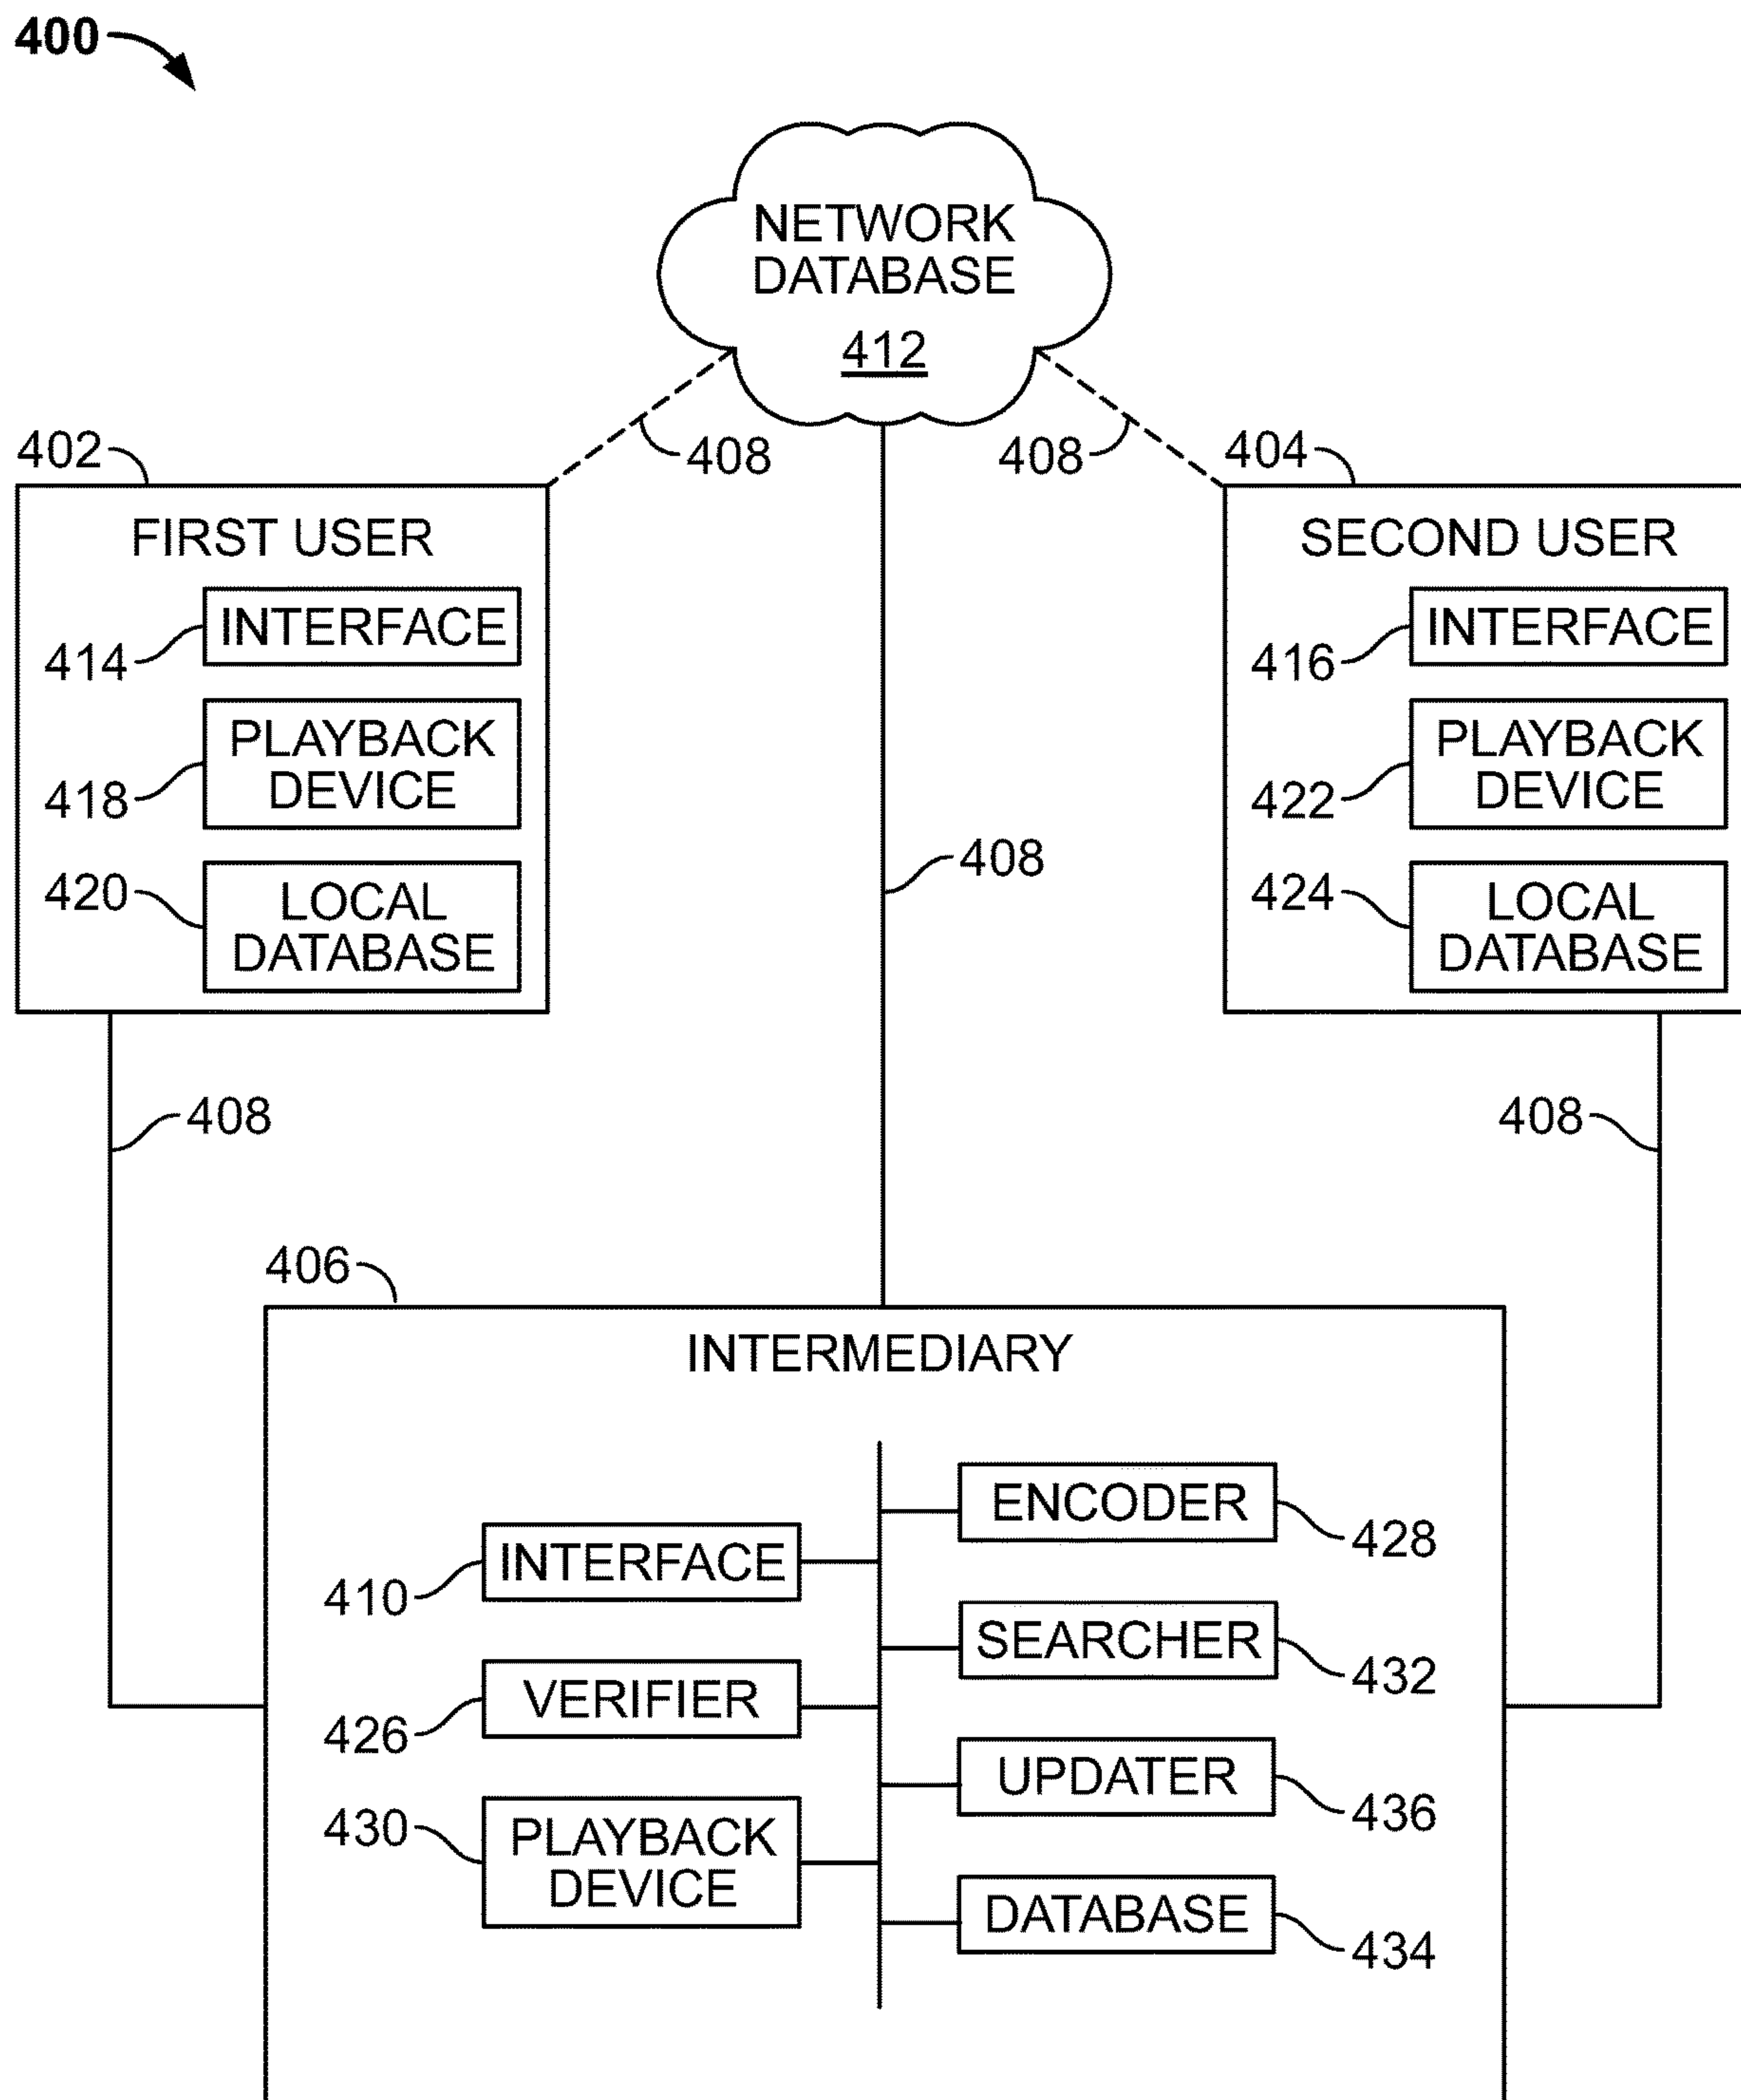 400
NETWORK
DATABASE
412
408
408
402
FIRST USER
INTERFACE
414
PLAYBACK
DEVICE
418
LOCAL
DATABASE
420
404
SECOND USER
INTERFACE
416
PLAYBACK
DEVICE
422
LOCAL
DATABASE
424
408
408
408
406
INTERMEDIARY
INTERFACE
410
VERIFIER
426
PLAYBACK
DEVICE
430
ENCODER
428
SEARCHER
432
UPDATER
436
DATABASE
434